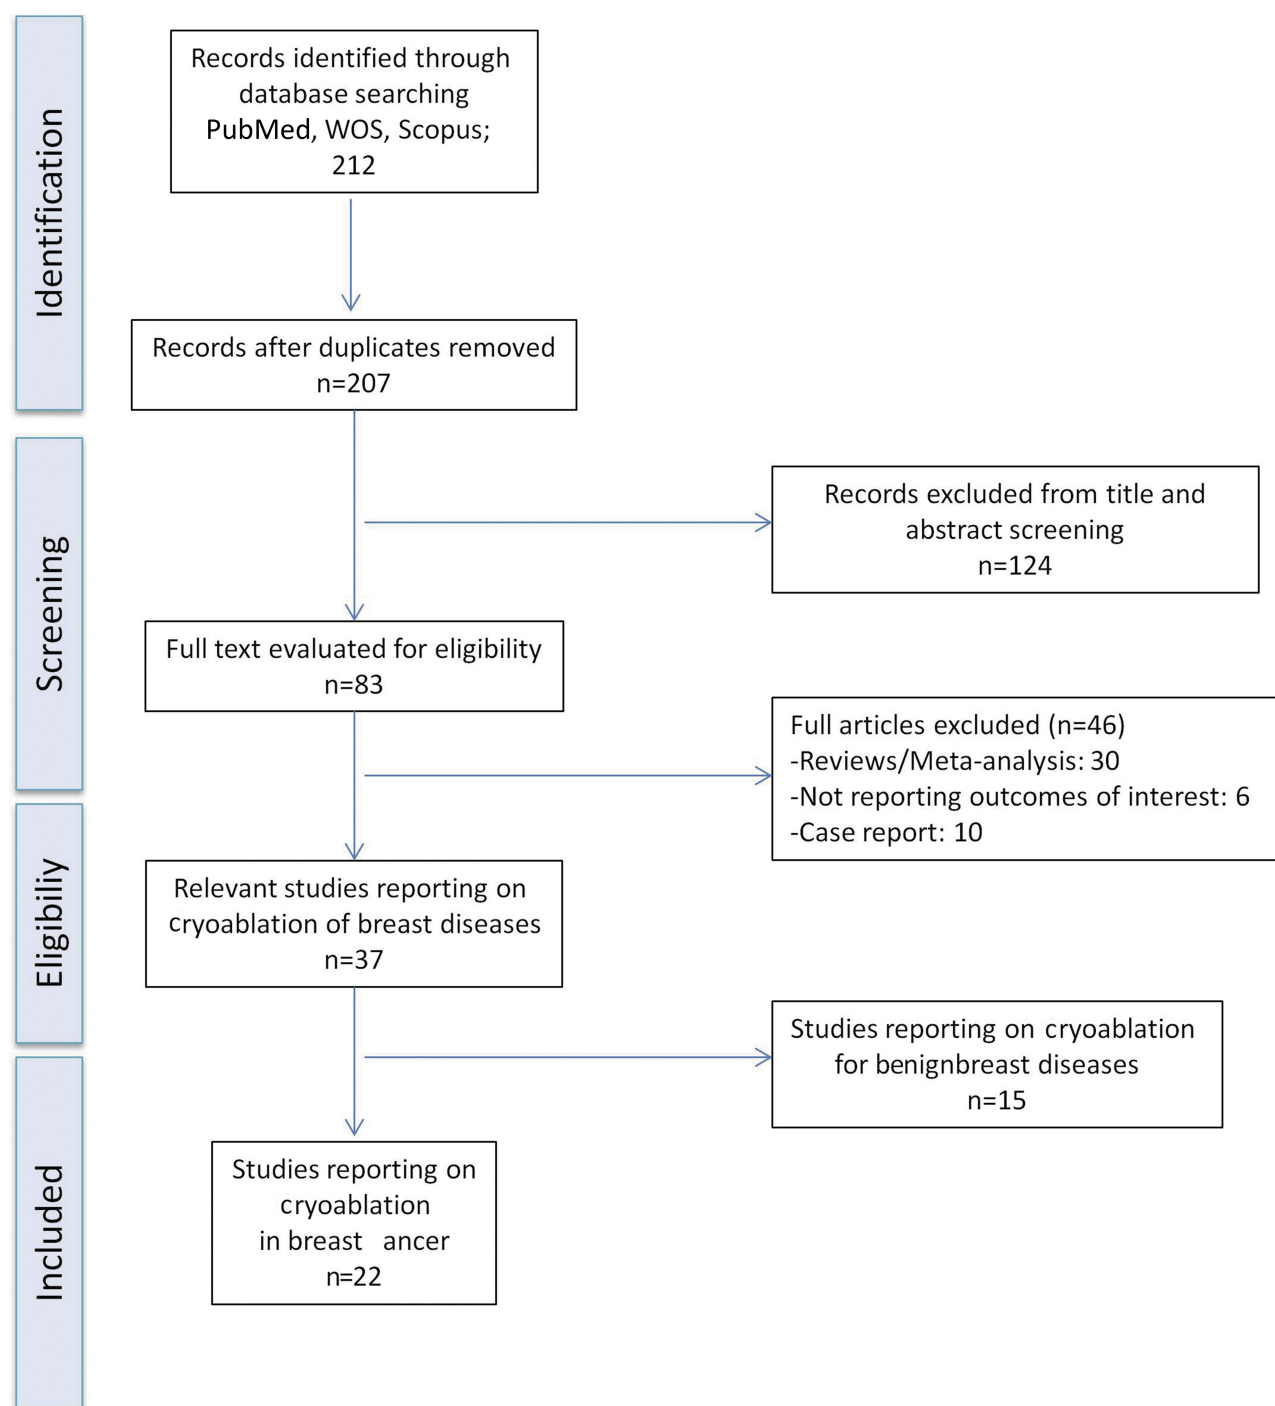 Identification
Records identified through
database searching
PubMed, WOS, Scopus;
212
Records after duplicates removed
n=207
Screening
Records excluded from title and
abstract screening
n=124
Full text evaluated for eligibility
n=83
Full articles excluded (n=46)
-Reviews/Meta-analysis: 30
-Not reporting outcomes of interest: 6
-Case report: 10
Eligibiliy
Relevant studies reporting on
cryoablation of breast diseases
n=37
Studies reporting on cryoablation
for benignbreast diseases
n=15
Included
Studies reporting on
cryoablation
in breast ancer
n=22